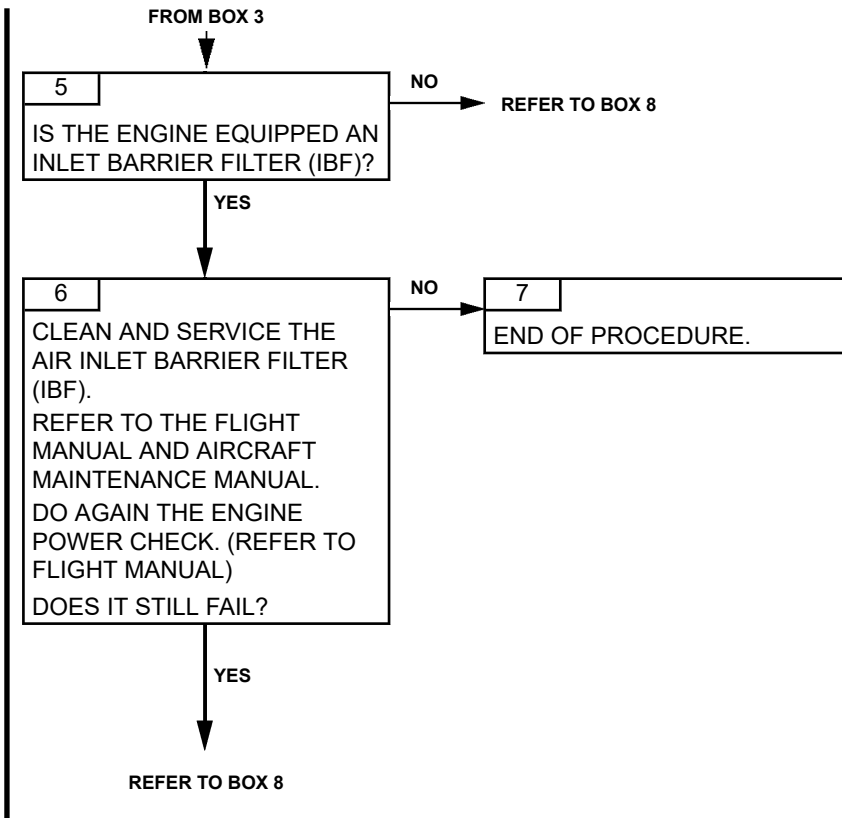 FROM BOX 3
5
IS THE ENGINE EQUIPPED AN
INLET BARRIER FILTER (IBF)?
NO
REFER TO BOX 8
YES
6
CLEAN AND SERVICE THE
AIR INLET BARRIER FILTER
(IBF).
REFER TO THE FLIGHT
MANUAL AND AIRCRAFT
MAINTENANCE MANUAL.
DO AGAIN THE ENGINE
POWER CHECK. (REFER TO
FLIGHT MANUAL)
DOES IT STILL FAIL?
NO
7
END OF PROCEDURE.
YES
REFER TO BOX 8